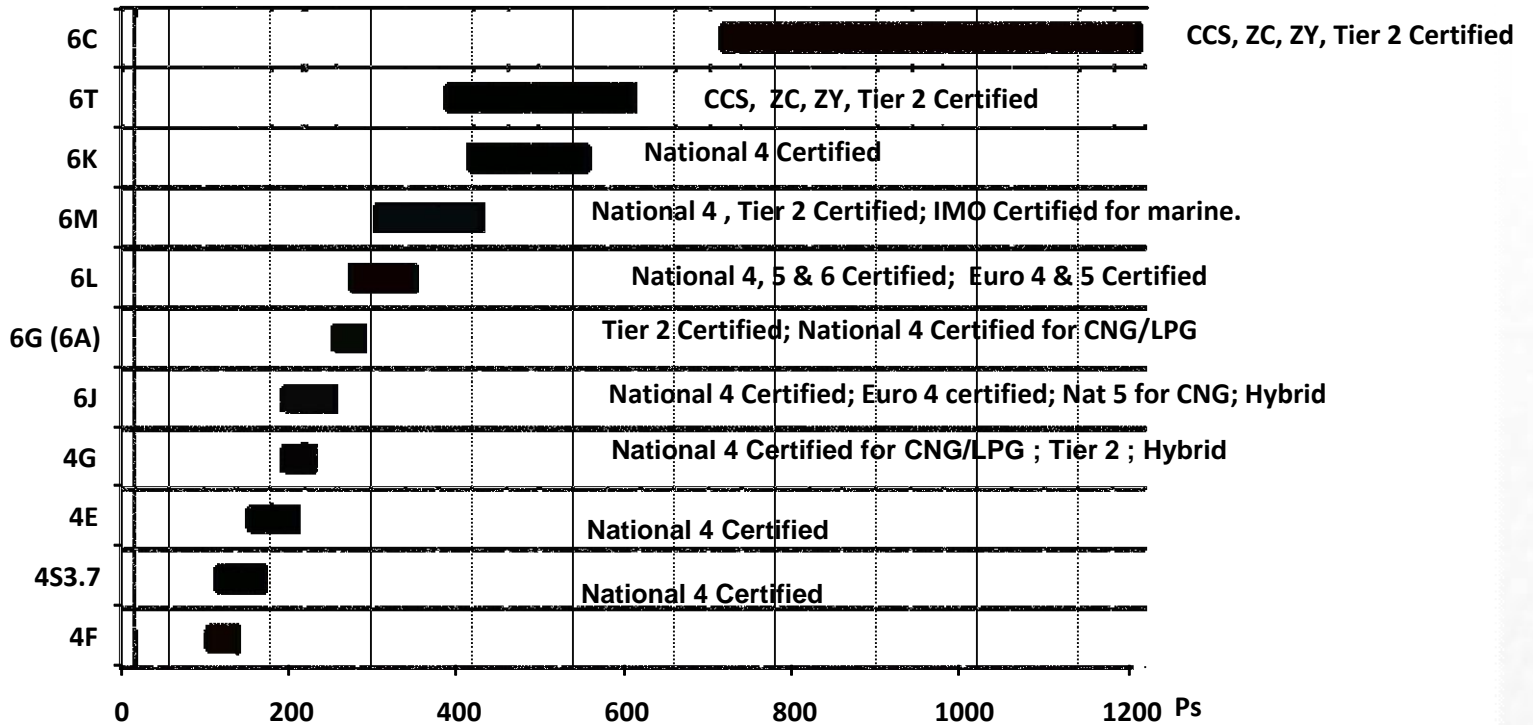 6C CCS, ZC, ZY, Tier 2 Certified
6T CCS, ZC, ZY, Tier 2 Certified
6K National 4 Certified
6M National 4 , Tier 2 Certified; IMO Certified for marine.
6L National 4, 5 & 6 Certified; Euro 4 & 5 Certified
6G (6A) Tier 2 Certified; National 4 Certified for CNG/LPG
6J National 4 Certified; Euro 4 certified; Nat 5 for CNG; Hybrid
4G National 4 Certified for CNG/LPG ; Tier 2 ; Hybrid
4E National 4 Certified
4S3.7 National 4 Certified
4F
0 200 400 600 800 1000 1200 Ps